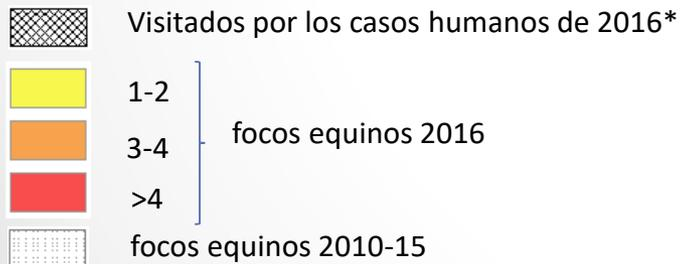 Visitados por los casos humanos de 2016*
1-2
3-4
focos equinos 2016
>4
focos equinos 2010-15